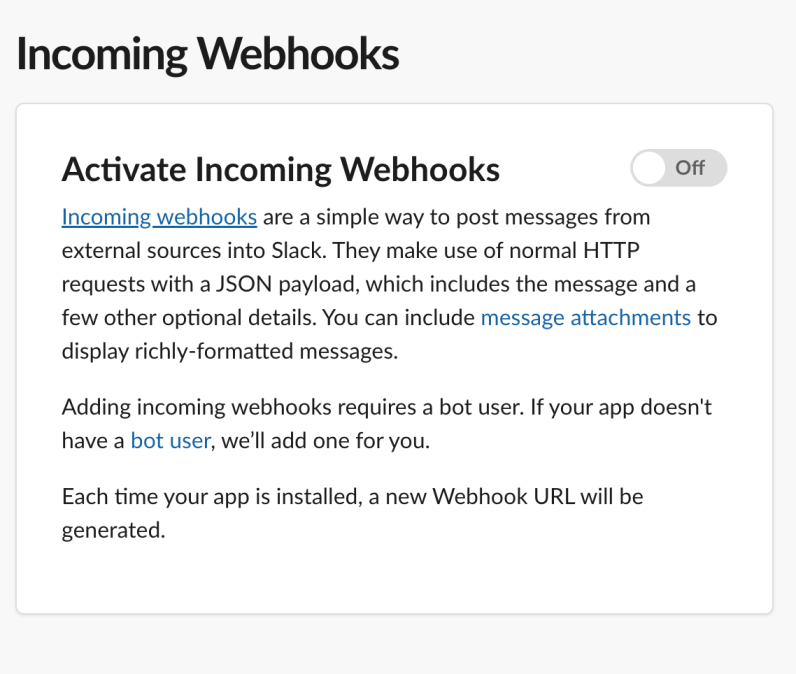 Incoming Webhooks
Activate Incoming Webhooks
Off
Incoming webhooks are a simple way to post messages from
external sources into Slack. They make use of normal HTTP
requests with a JSON payload, which includes the message and a
few other optional details. You can include message attachments to
display richly-formatted messages.
Adding incoming webhooks requires a bot user. If your app doesn't
have a bot user, we’ll add one for you.
Each time your app is installed, a new Webhook URL will be
generated.